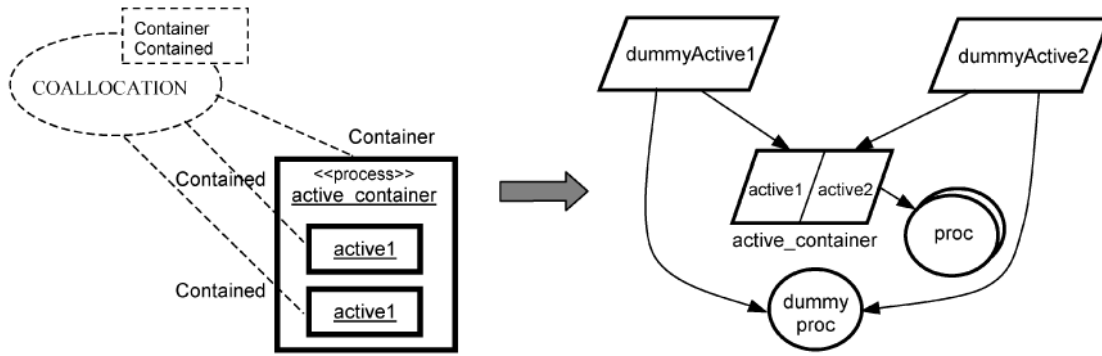 Container
Contained
COALLOCATION
Container
<<process>>
Contained
active_container
active1
Contained
active1
dummyActive1
dummyActive2
active1
active2
active_container
proc
dummy
proc